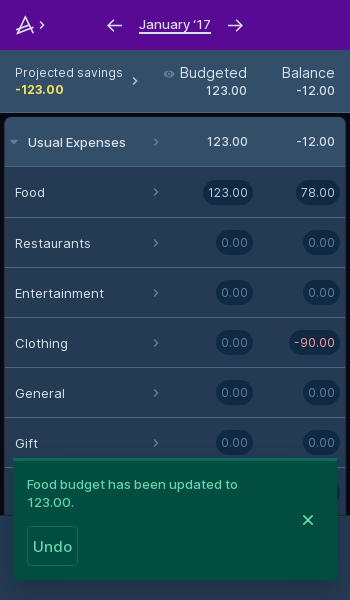 January ‘17
Projected savings Budgeted Balance
-123.00 123.00 -12.00
Usual Expenses 123.00 -12.00
Food 123.00 78.00
Restaurants 0.00 0.00
Entertainment 0.00 0.00
Clothing 0.00 -90.00
General 0.00 0.00
Gift 0.00 0.00
Food budget has been updated to
123.00.
Undo